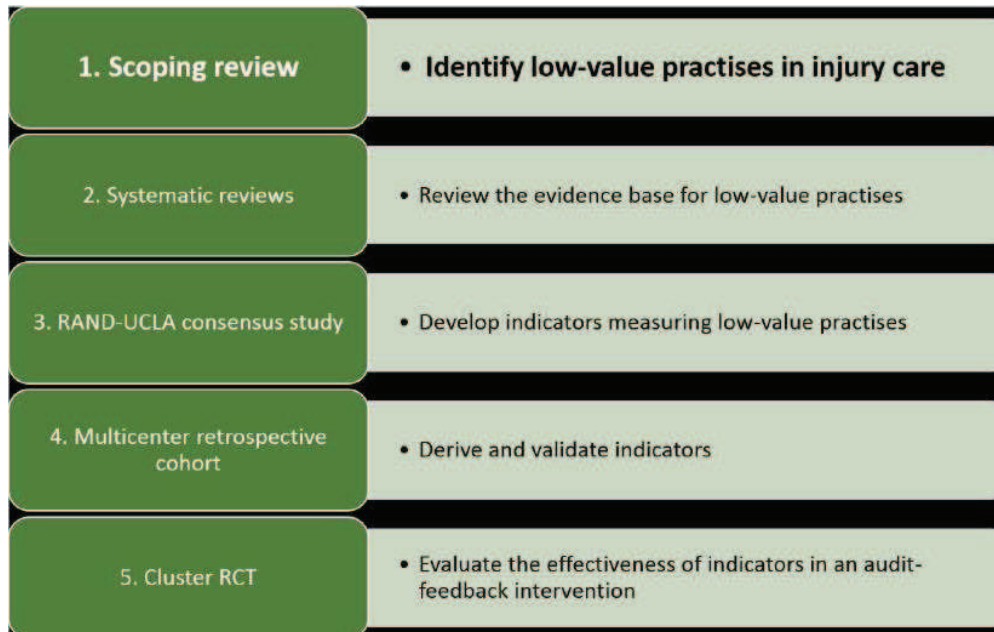 1. Scoping review
• Identify low-value practises in injury care
2. Systematic reviews
• Review the evidence base for low-value practises
3. RAND-UCLA consensus study
• Develop indicators measuring low-value practises
4. Multicenter retrospective
cohort
• Derive and validate indicators
5. Cluster RCT
• Evaluate the effectiveness of indicators in an audit-
feedback intervention